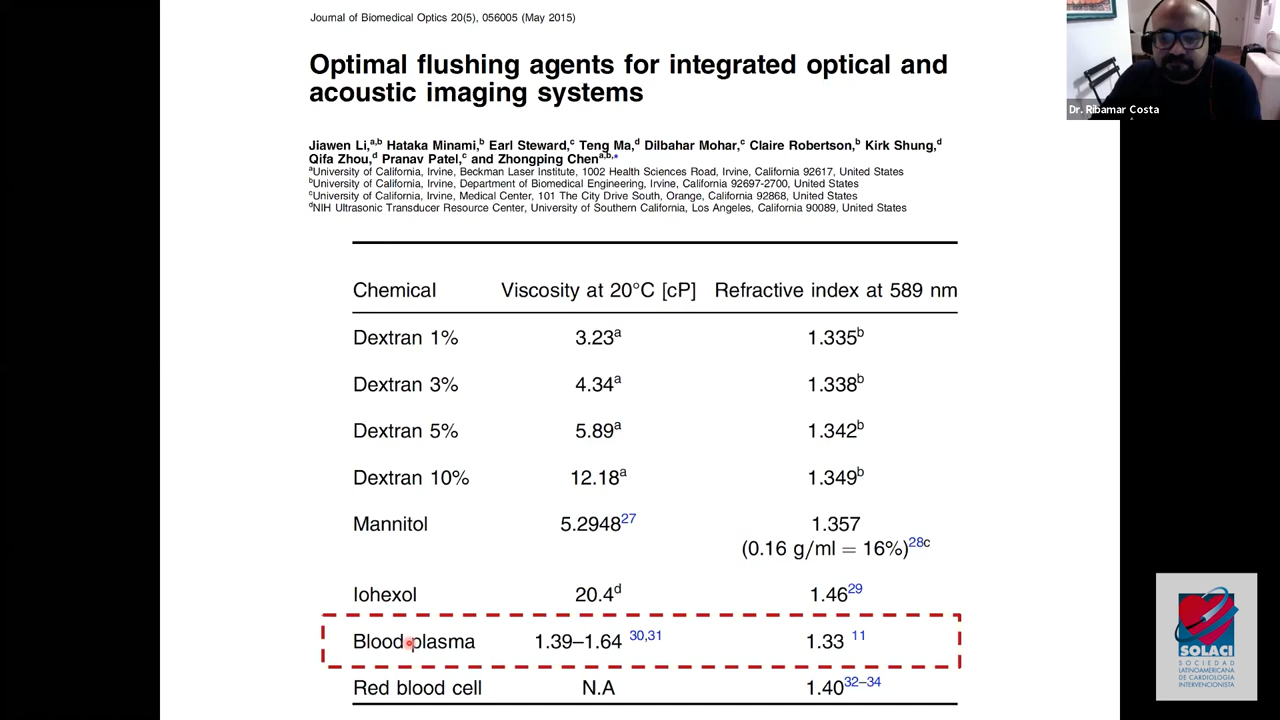 Journal of Biomedical Optics 20(5), 056005 (May 2015)
Optimal flushing agents for integrated optical and
acoustic imaging systems
Jiawen Li,a,b Hataka Minami,b Earl Steward,c Teng Ma,d Dilbahar Mohar,c Claire Robertson,b Kirk Shung,d
Qifa Zhou,d Pranav Patel,c and Zhongping Chena,b,*
aUniversity of California, Irvine, Beckman Laser Institute, 1002 Health Sciences Road, Irvine, California 92617, United States
bUniversity of California, Irvine, Department of Biomedical Engineering, Irvine, California 92697-2700, United States
cUniversity of California, Irvine, Medical Center, 101 The City Drive South, Orange, California 92868, United States
dNIH Ultrasonic Transducer Resource Center, University of Southern California, Los Angeles, California 90089, United States
Chemical Viscosity at 20°C [cP] Refractive index at 589 nm
Dextran 1% 3.23a 1.335b
Dextran 3% 4.34a 1.338b
Dextran 5% 5.89a 1.342b
Dextran 10% 12.18a 1.349b
Mannitol 5.294827 1.357
(0.16 g/ml = 16%)28c
Iohexol 20.4d 1.4629
Blood plasma 1.39–1.64 30,31 1.33 11
Red blood cell N.A 1.4032–34
Dr. Ribamar Costa
SOLACI
SOCIEDAD
LATINOAMERICANA
DE CARDIOLOGIA
INTERVENCIONISTA